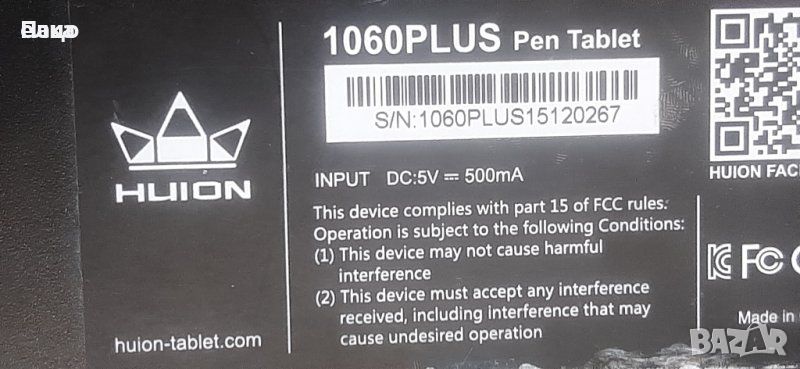 1060PLUS Pen Tablet
S/N:1060PLUS15120267
HUION
INPUT DC:5V ⎓ 500mA
This device complies with part 15 of FCC rules.
Operation is subject to the following Conditions:
(1) This device may not cause harmful
interference
(2) This device must accept any interference
received, including interference that may
cause undesired operation
huion-tablet.com
HUION
FC
Made in
BAZAR